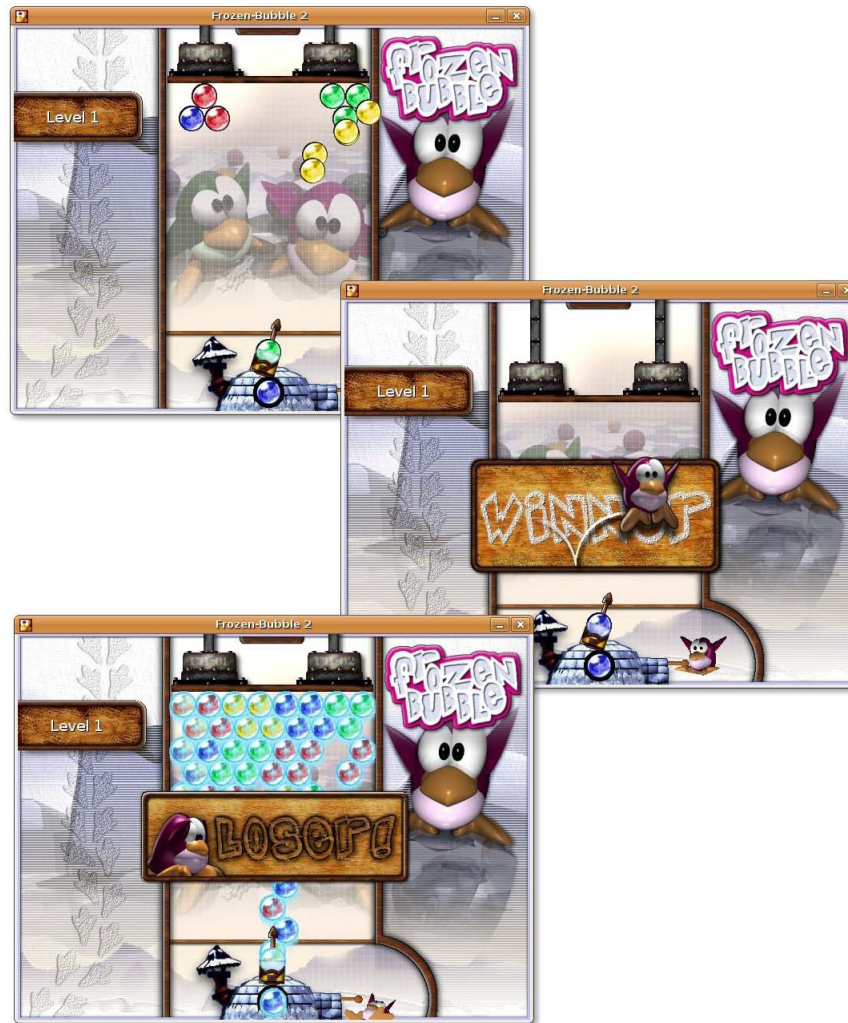 Frozen-Bubble 2
Level 1
frozen
BUBBLE
Frozen-Bubble 2
Level 1
frozen
BUBBLE
WiNNer
Frozen-Bubble 2
Level 1
frozen
BUBBLE
Loser!